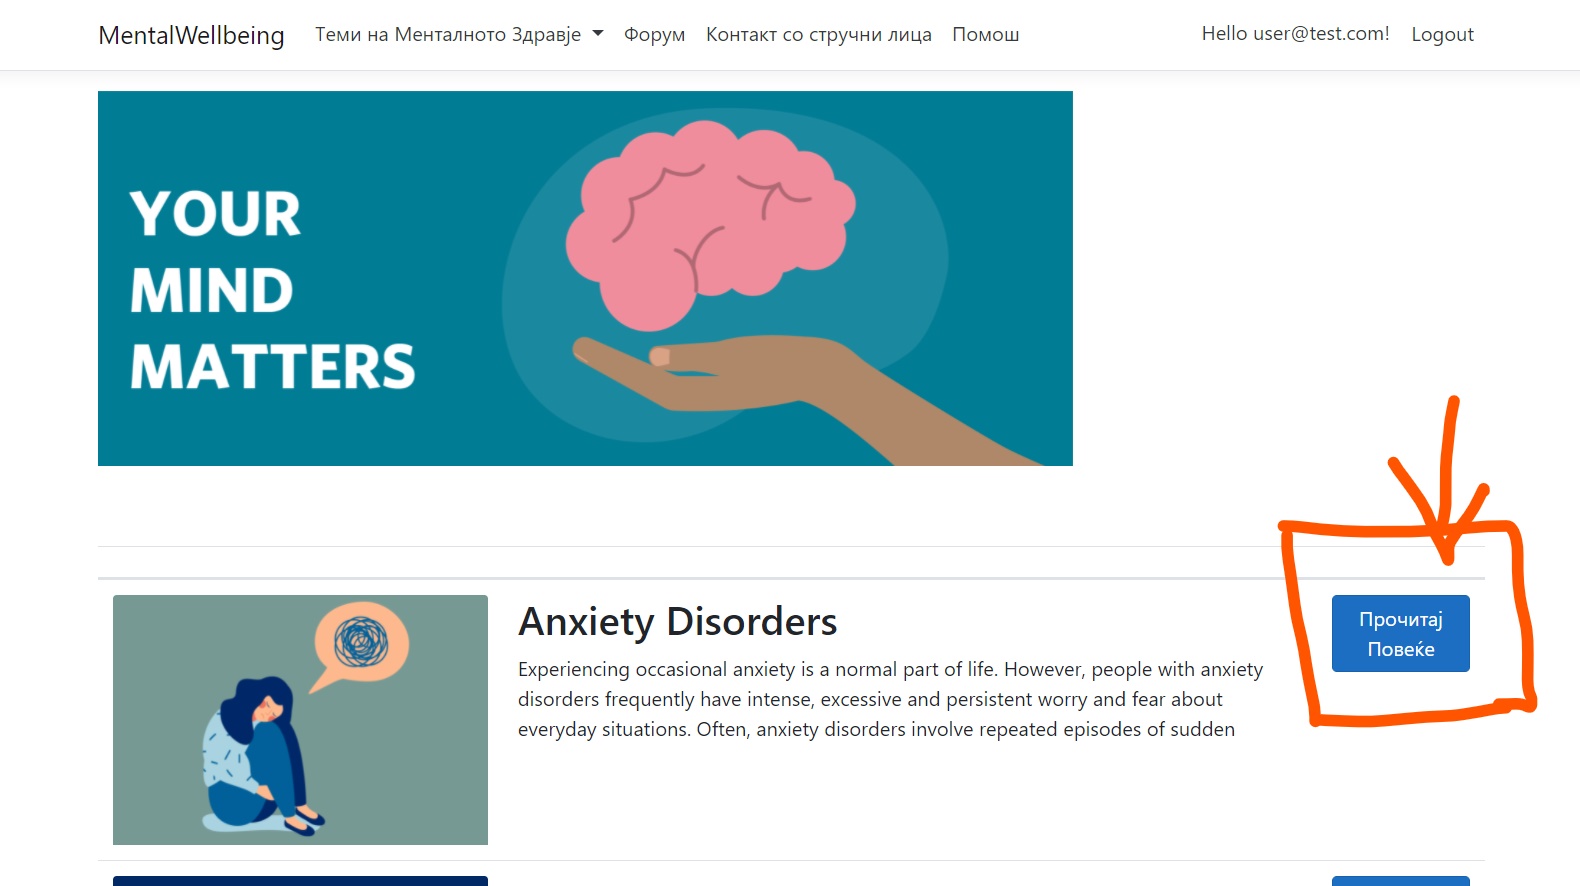 MentalWellbeing Теми на Менталното Здравје Форум Контакт со стручни лица Помош Hello user@test.com! Logout
YOUR
MIND
MATTERS
Anxiety Disorders
Experiencing occasional anxiety is a normal part of life. However, people with anxiety
disorders frequently have intense, excessive and persistent worry and fear about
everyday situations. Often, anxiety disorders involve repeated episodes of sudden
Прочитај
Повеќе